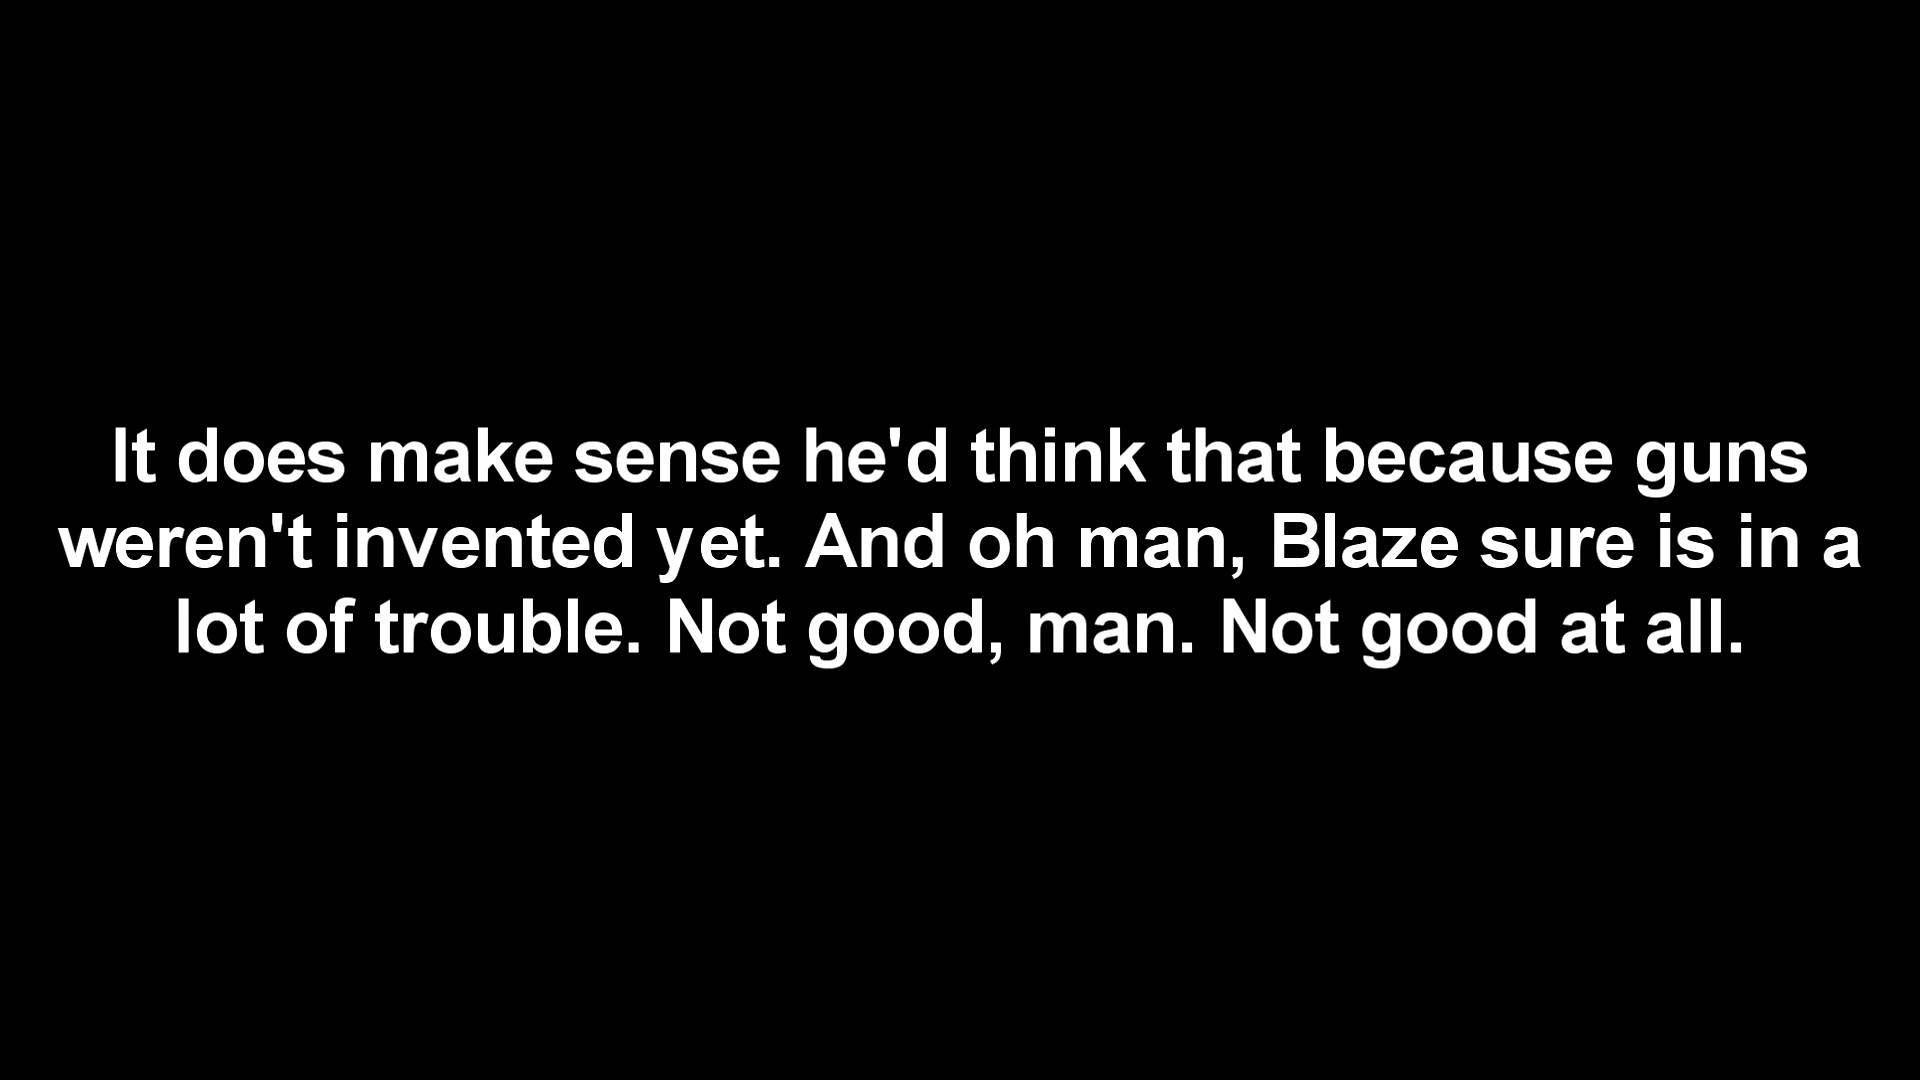 It does make sense he'd think that because guns
weren't invented yet. And oh man, Blaze sure is in a
lot of trouble. Not good, man. Not good at all.